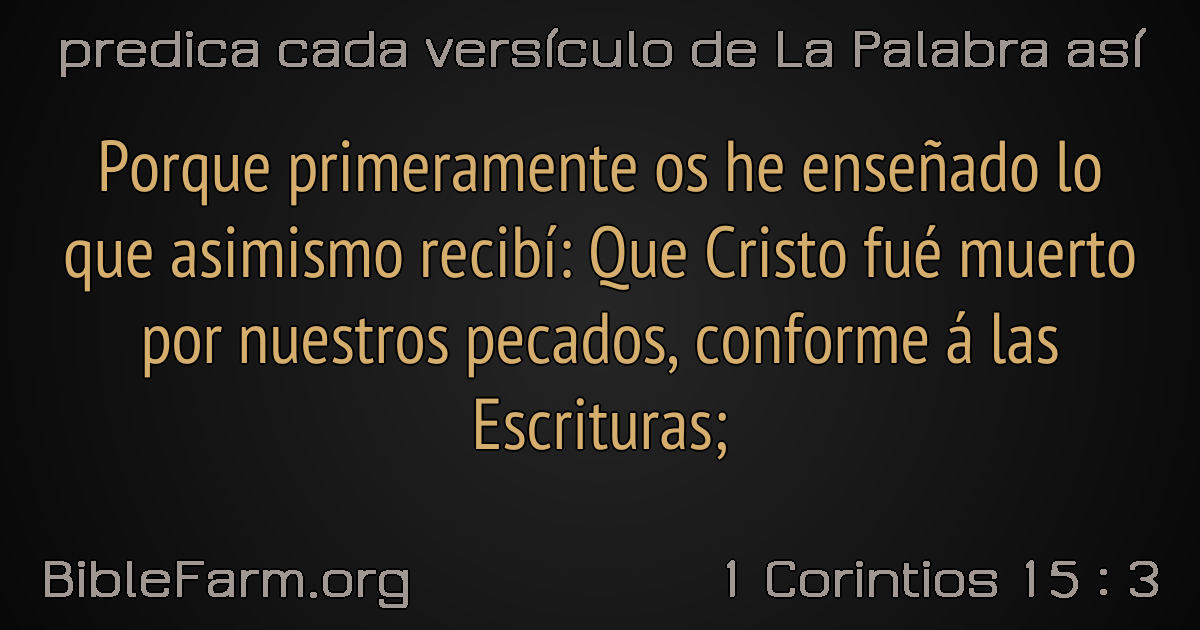 predica cada versículo de La Palabra así
Porque primeramente os he enseñado lo
que asimismo recibí: Que Cristo fué muerto
por nuestros pecados, conforme á las
Escrituras;
BibleFarm.org
1 Corintios 15 : 3